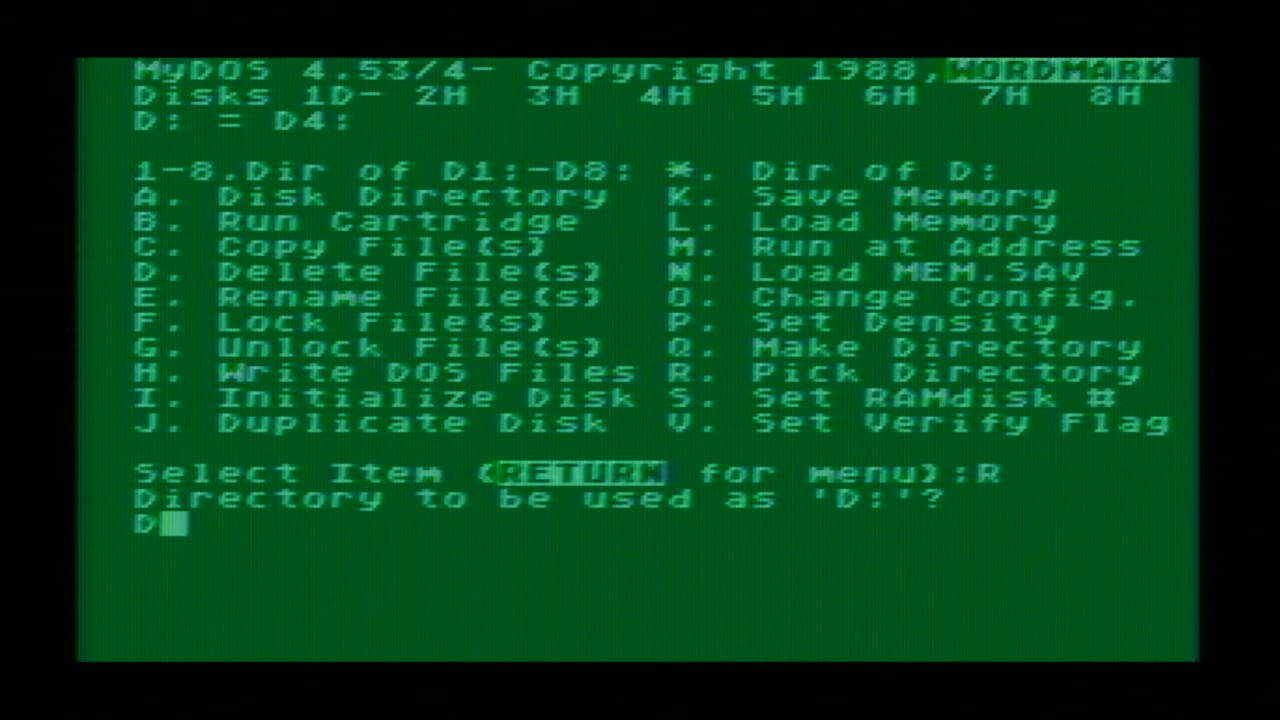 MyDOS 4.53/4- Copyright 1988, WORDMARK
Disks 1D- 2H 3H 4H 5H 6H 7H 8H
D: = D4:
1-8.Dir of D1:-D8: *. Dir of D:
A. Disk Directory K. Save Memory
B. Run Cartridge L. Load Memory
C. Copy File(s) M. Run at Address
D. Delete File(s) N. Load MEM.SAV
E. Rename File(s) O. Change Config.
F. Lock File(s) P. Set Density
G. Unlock File(s) Q. Make Directory
H. Write DOS Files R. Pick Directory
I. Initialize Disk S. Set RAMdisk #
J. Duplicate Disk V. Set Verify Flag
Select Item (RETURN for menu):R
Directory to be used as 'D:'?
D